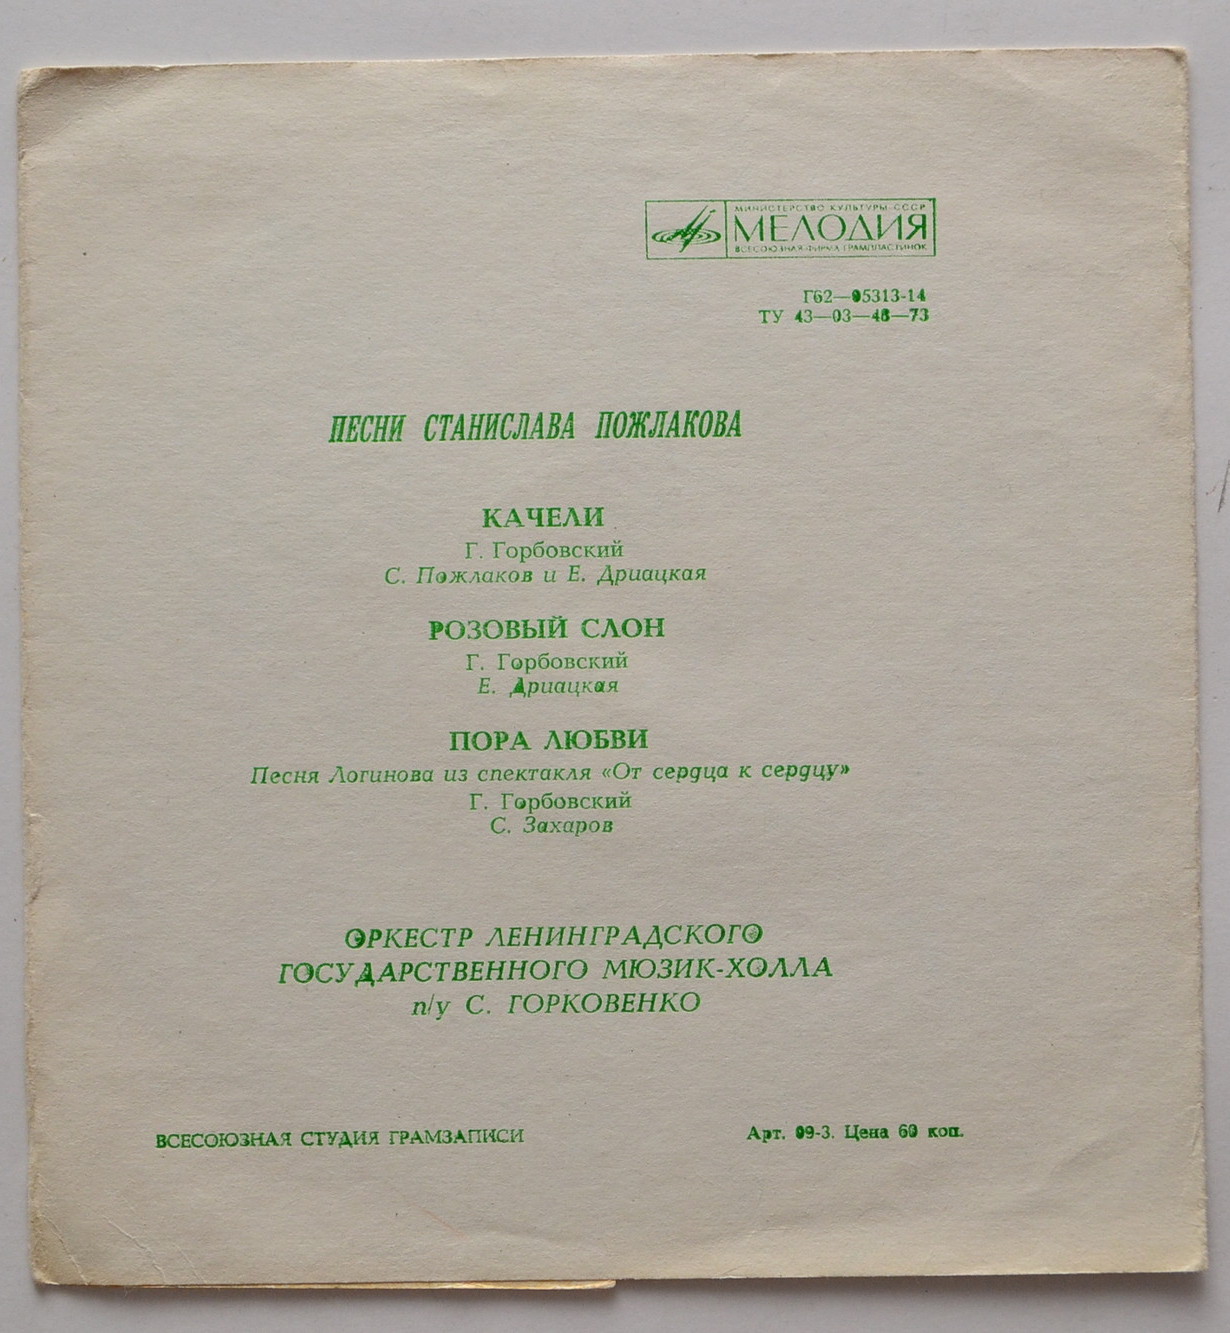 МИНИСТЕРСТВО КУЛЬТУРЫ СССР
МЕЛОДИЯ
ВСЕСОЮЗНАЯ ФИРМА ГРАМПЛАСТИНОК
Г62—05313-14
ТУ 43—03—48—73
ПЕСНИ СТАНИСЛАВА ПОЖЛАКОВА
КАЧЕЛИ
Г. Горбовский
С. Пожлаков и Е. Дриацкая
РОЗОВЫЙ СЛОН
Г. Горбовский
Е. Дриацкая
ПОРА ЛЮБВИ
Песня Логинова из спектакля «От сердца к сердцу»
Г. Горбовский
С. Захаров
ОРКЕСТР ЛЕНИНГРАДСКОГО
ГОСУДАРСТВЕННОГО МЮЗИК-ХОЛЛА
п/у С. ГОРКОВЕНКО
ВСЕСОЮЗНАЯ СТУДИЯ ГРАМЗАПИСИ
Арт. 09-3. Цена 60 коп.